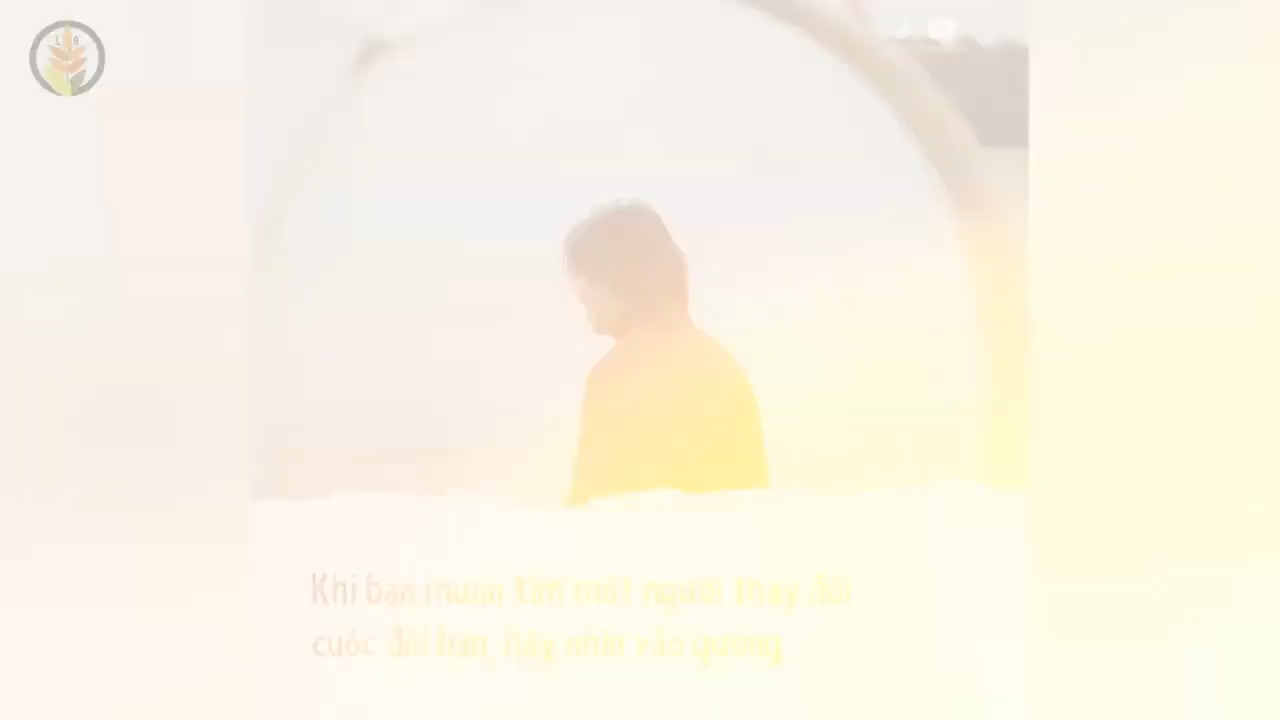 L R
Khi bạn muốn tìm một người thay đổi
cuộc đời bạn, hãy nhìn vào gương